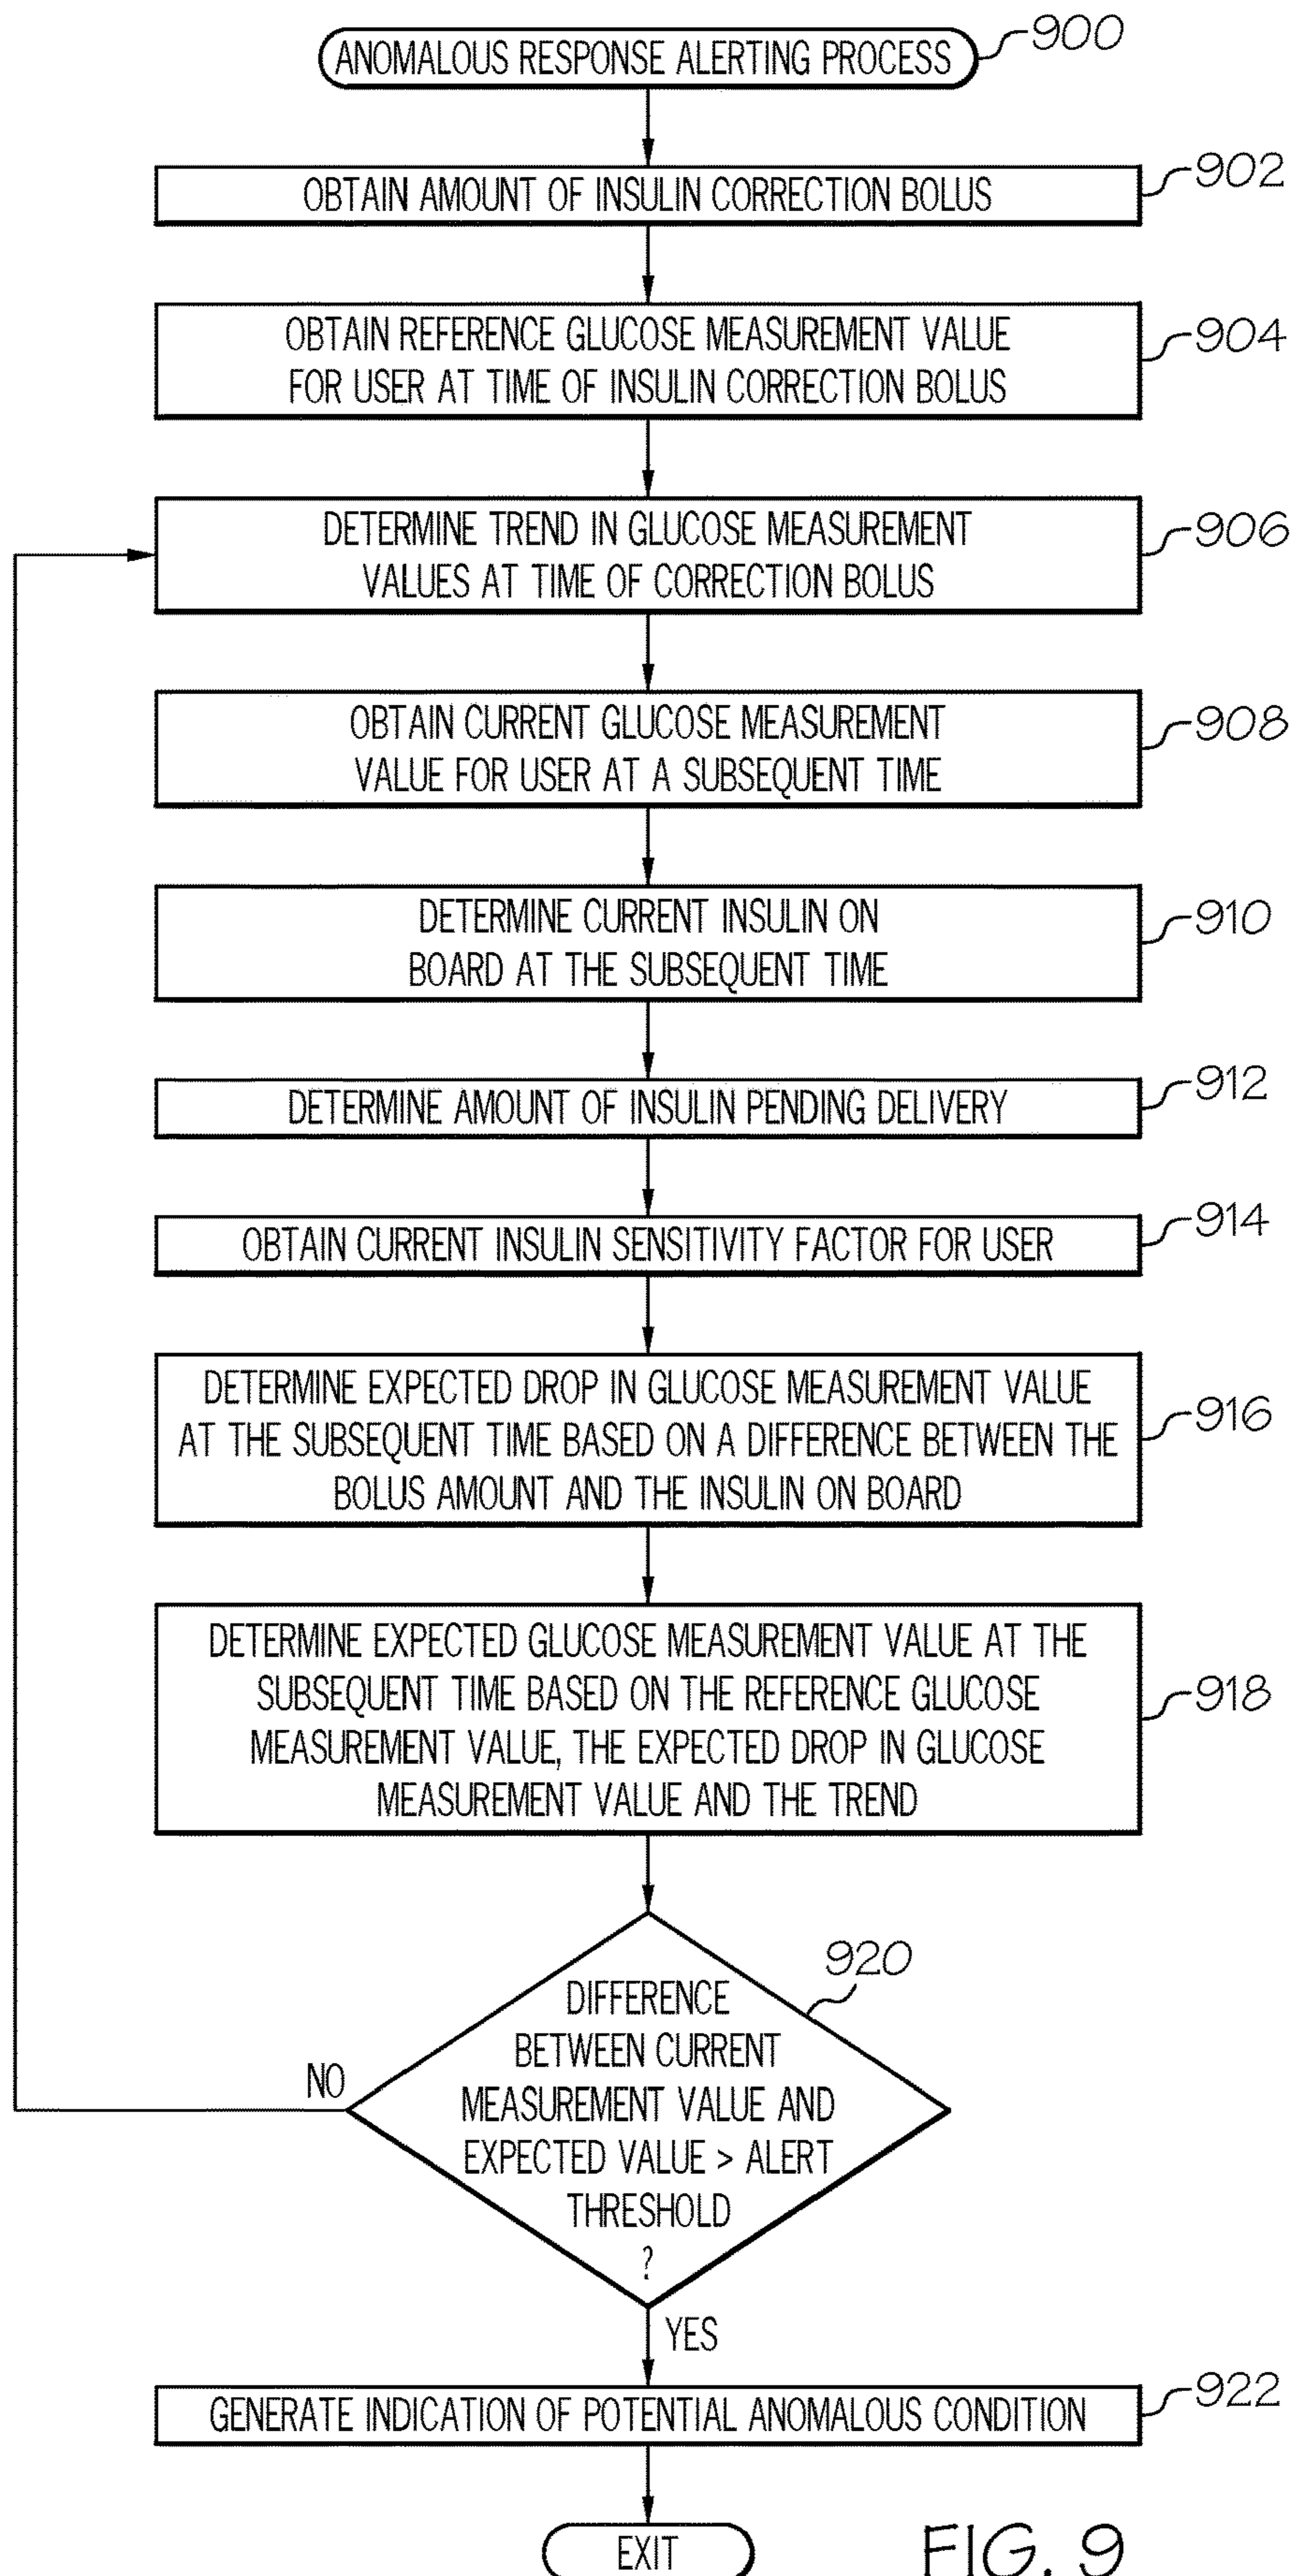 ANOMALOUS RESPONSE ALERTING PROCESS
900
OBTAIN AMOUNT OF INSULIN CORRECTION BOLUS
902
OBTAIN REFERENCE GLUCOSE MEASUREMENT VALUE
FOR USER AT TIME OF INSULIN CORRECTION BOLUS
904
DETERMINE TREND IN GLUCOSE MEASUREMENT
VALUES AT TIME OF CORRECTION BOLUS
906
OBTAIN CURRENT GLUCOSE MEASUREMENT
VALUE FOR USER AT A SUBSEQUENT TIME
908
DETERMINE CURRENT INSULIN ON
BOARD AT THE SUBSEQUENT TIME
910
DETERMINE AMOUNT OF INSULIN PENDING DELIVERY
912
OBTAIN CURRENT INSULIN SENSITIVITY FACTOR FOR USER
914
DETERMINE EXPECTED DROP IN GLUCOSE MEASUREMENT VALUE
AT THE SUBSEQUENT TIME BASED ON A DIFFERENCE BETWEEN THE
BOLUS AMOUNT AND THE INSULIN ON BOARD
916
DETERMINE EXPECTED GLUCOSE MEASUREMENT VALUE AT THE
SUBSEQUENT TIME BASED ON THE REFERENCE GLUCOSE
MEASUREMENT VALUE, THE EXPECTED DROP IN GLUCOSE
MEASUREMENT VALUE AND THE TREND
918
920
DIFFERENCE
BETWEEN CURRENT
MEASUREMENT VALUE AND
EXPECTED VALUE > ALERT
THRESHOLD
?
NO
YES
GENERATE INDICATION OF POTENTIAL ANOMALOUS CONDITION
922
EXIT
FIG. 9